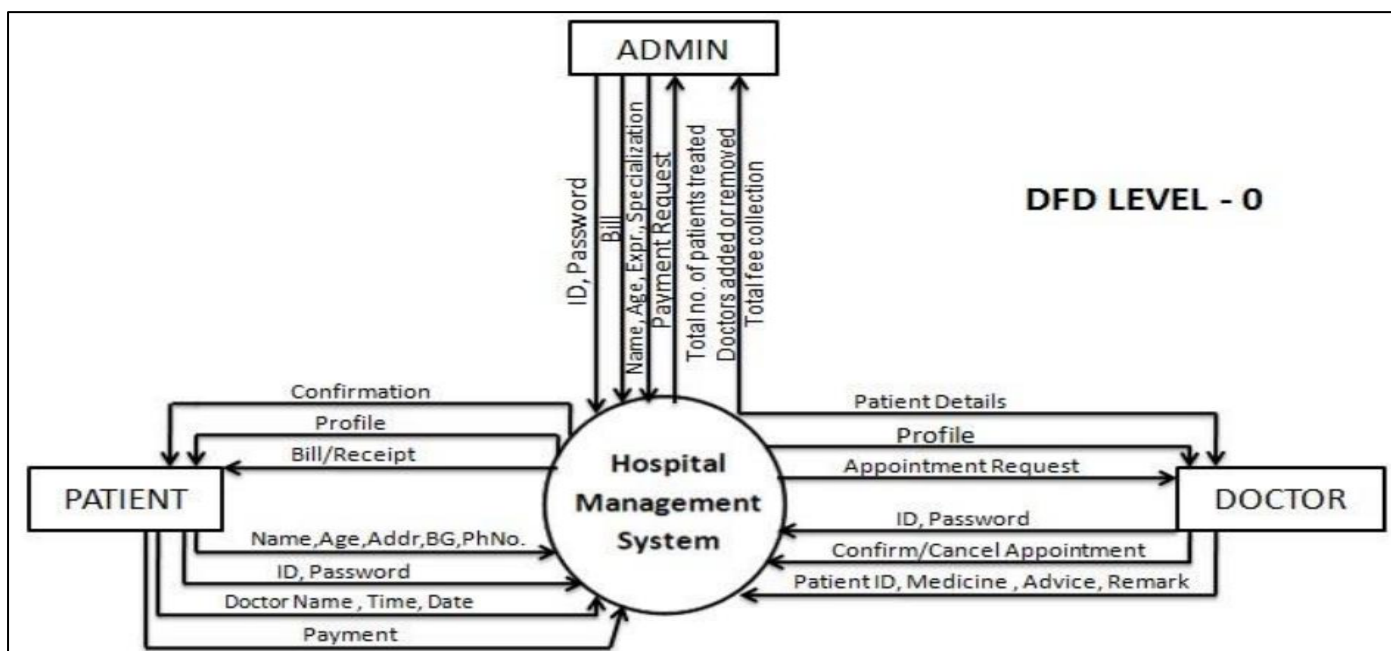 ADMIN
ID, Password
Bill
Name, Age, Expr., Specialization
Payment Request
Total no. of patients treated
Doctors added or removed
Total fee collection
DFD LEVEL - 0
Confirmation
Profile
Bill/Receipt
PATIENT
Name,Age,Addr,BG,PhNo.
ID, Password
Doctor Name , Time, Date
Payment
Hospital
Management
System
Patient Details
Profile
Appointment Request
DOCTOR
ID, Password
Confirm/Cancel Appointment
Patient ID, Medicine , Advice, Remark